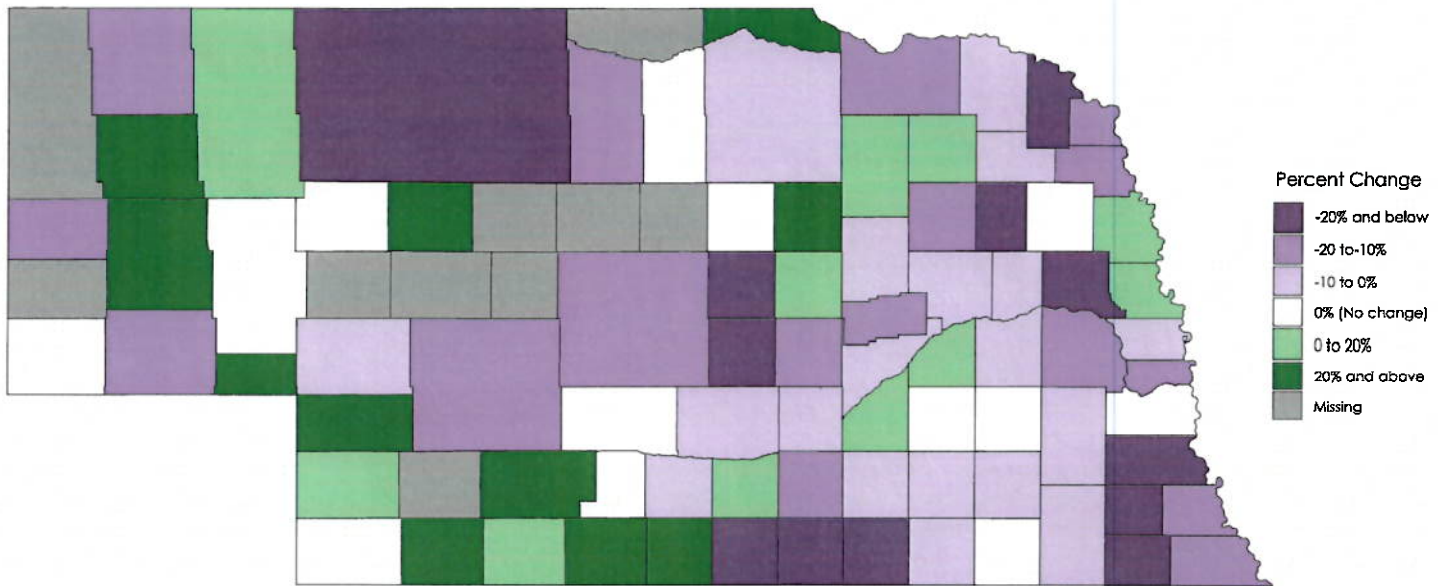 Percent Change
-20% and below
-20 to-10%
-10 to 0%
0% (No change)
0 to 20%
20% and above
Missing